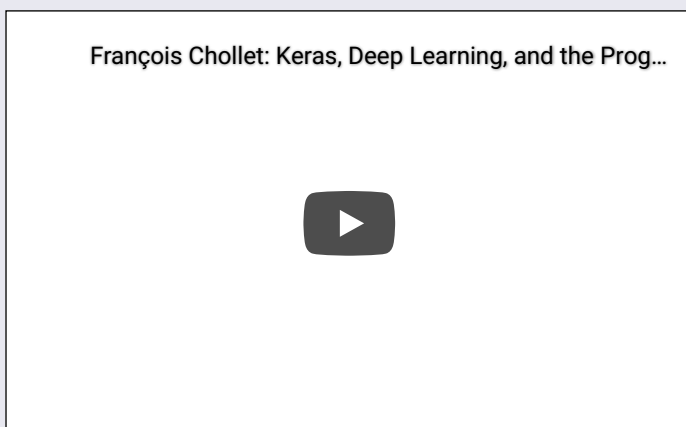 François Chollet: Keras, Deep Learning, and the Prog...